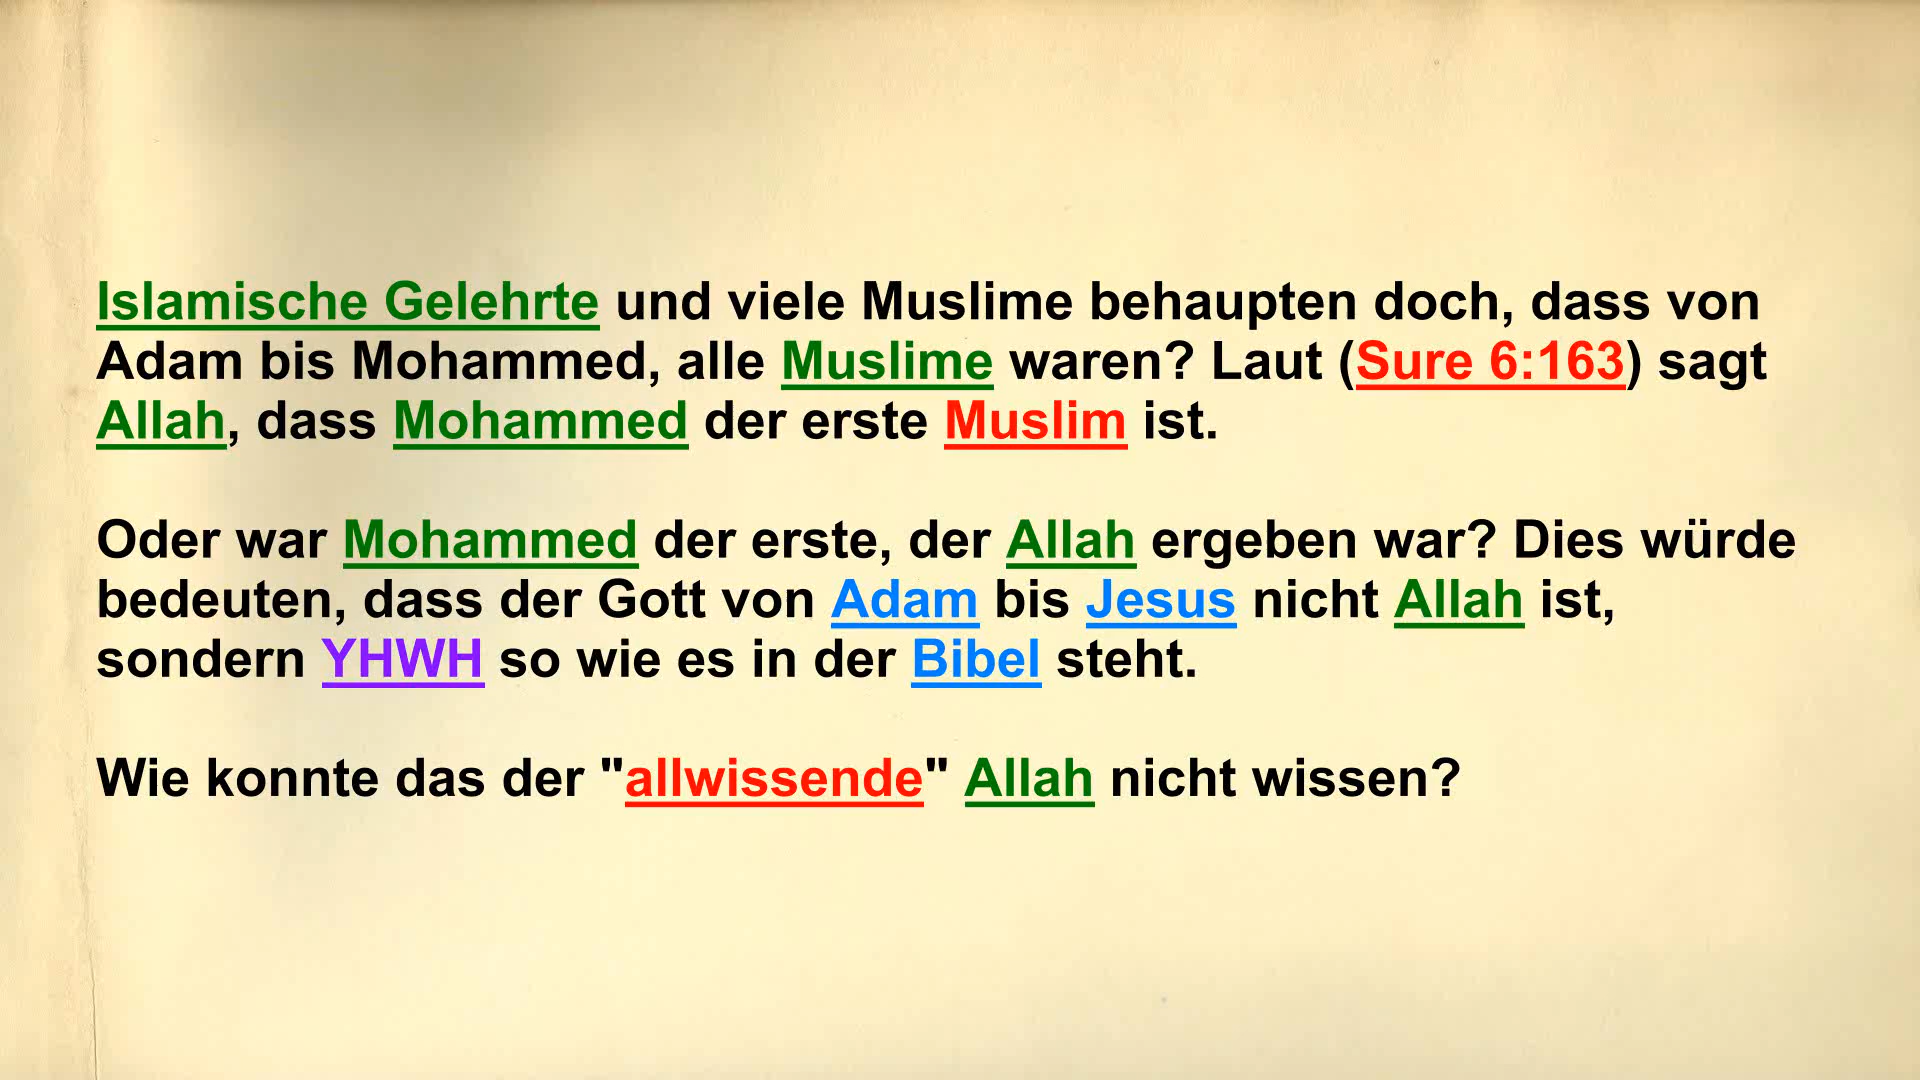 Islamische Gelehrte und viele Muslime behaupten doch, dass von
Adam bis Mohammed, alle Muslime waren? Laut (Sure 6:163) sagt
Allah, dass Mohammed der erste Muslim ist.
Oder war Mohammed der erste, der Allah ergeben war? Dies würde
bedeuten, dass der Gott von Adam bis Jesus nicht Allah ist,
sondern YHWH so wie es in der Bibel steht.
Wie konnte das der "allwissende" Allah nicht wissen?